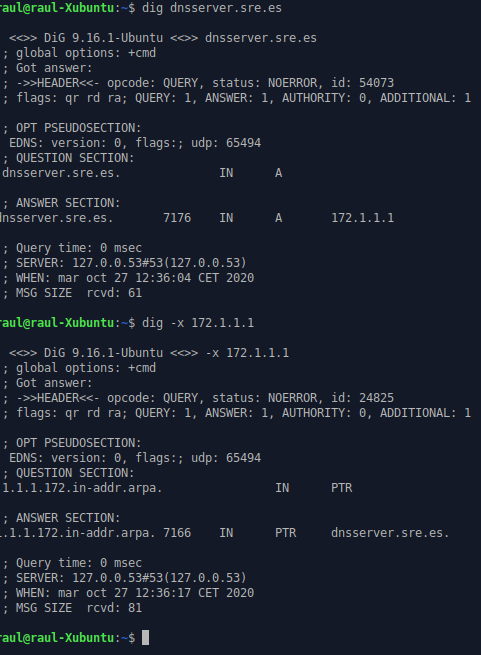 raul@raul-Xubuntu:~$ dig dnsserver.sre.es
<<>> DiG 9.16.1-Ubuntu <<>> dnsserver.sre.es
; global options: +cmd
; Got answer:
; ->>HEADER<<- opcode: QUERY, status: NOERROR, id: 54073
; flags: qr rd ra; QUERY: 1, ANSWER: 1, AUTHORITY: 0, ADDITIONAL: 1
; OPT PSEUDOSECTION:
EDNS: version: 0, flags:; udp: 65494
; QUESTION SECTION:
dnsserver.sre.es. IN A
; ANSWER SECTION:
dnsserver.sre.es. 7176 IN A 172.1.1.1
; Query time: 0 msec
; SERVER: 127.0.0.53#53(127.0.0.53)
; WHEN: mar oct 27 12:36:04 CET 2020
; MSG SIZE rcvd: 61
raul@raul-Xubuntu:~$ dig -x 172.1.1.1
<<>> DiG 9.16.1-Ubuntu <<>> -x 172.1.1.1
; global options: +cmd
; Got answer:
; ->>HEADER<<- opcode: QUERY, status: NOERROR, id: 24825
; flags: qr rd ra; QUERY: 1, ANSWER: 1, AUTHORITY: 0, ADDITIONAL: 1
; OPT PSEUDOSECTION:
EDNS: version: 0, flags:; udp: 65494
; QUESTION SECTION:
1.1.1.172.in-addr.arpa. IN PTR
; ANSWER SECTION:
1.1.1.172.in-addr.arpa. 7166 IN PTR dnsserver.sre.es.
; Query time: 0 msec
; SERVER: 127.0.0.53#53(127.0.0.53)
; WHEN: mar oct 27 12:36:17 CET 2020
; MSG SIZE rcvd: 81
raul@raul-Xubuntu:~$